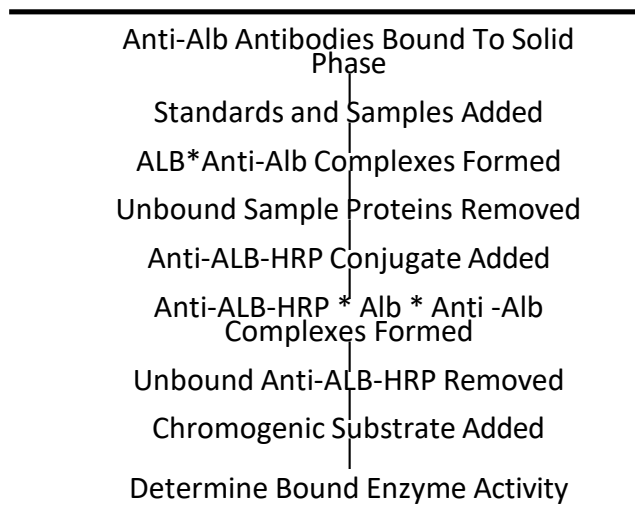 Anti-Alb Antibodies Bound To Solid
Phase
Standards and Samples Added
ALB*Anti-Alb Complexes Formed
Unbound Sample Proteins Removed
Anti-ALB-HRP Conjugate Added
Anti-ALB-HRP * Alb * Anti -Alb
Complexes Formed
Unbound Anti-ALB-HRP Removed
Chromogenic Substrate Added
Determine Bound Enzyme Activity